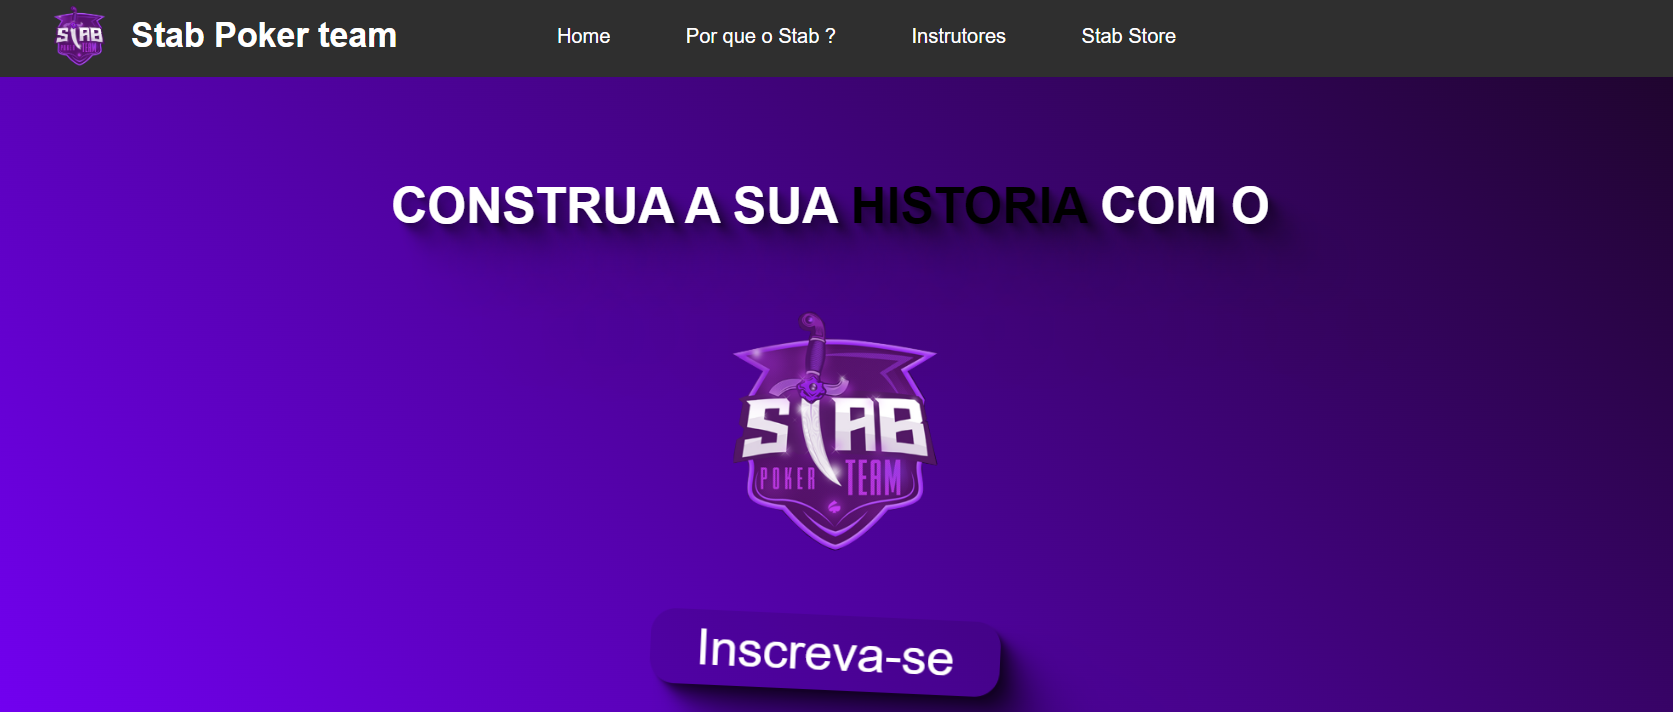 STAB
POKER TEAM
Stab Poker team
Home
Por que o Stab ?
Instrutores
Stab Store
CONSTRUA A SUA HISTORIA COM O
STAB
POKER TEAM
Inscreva-se